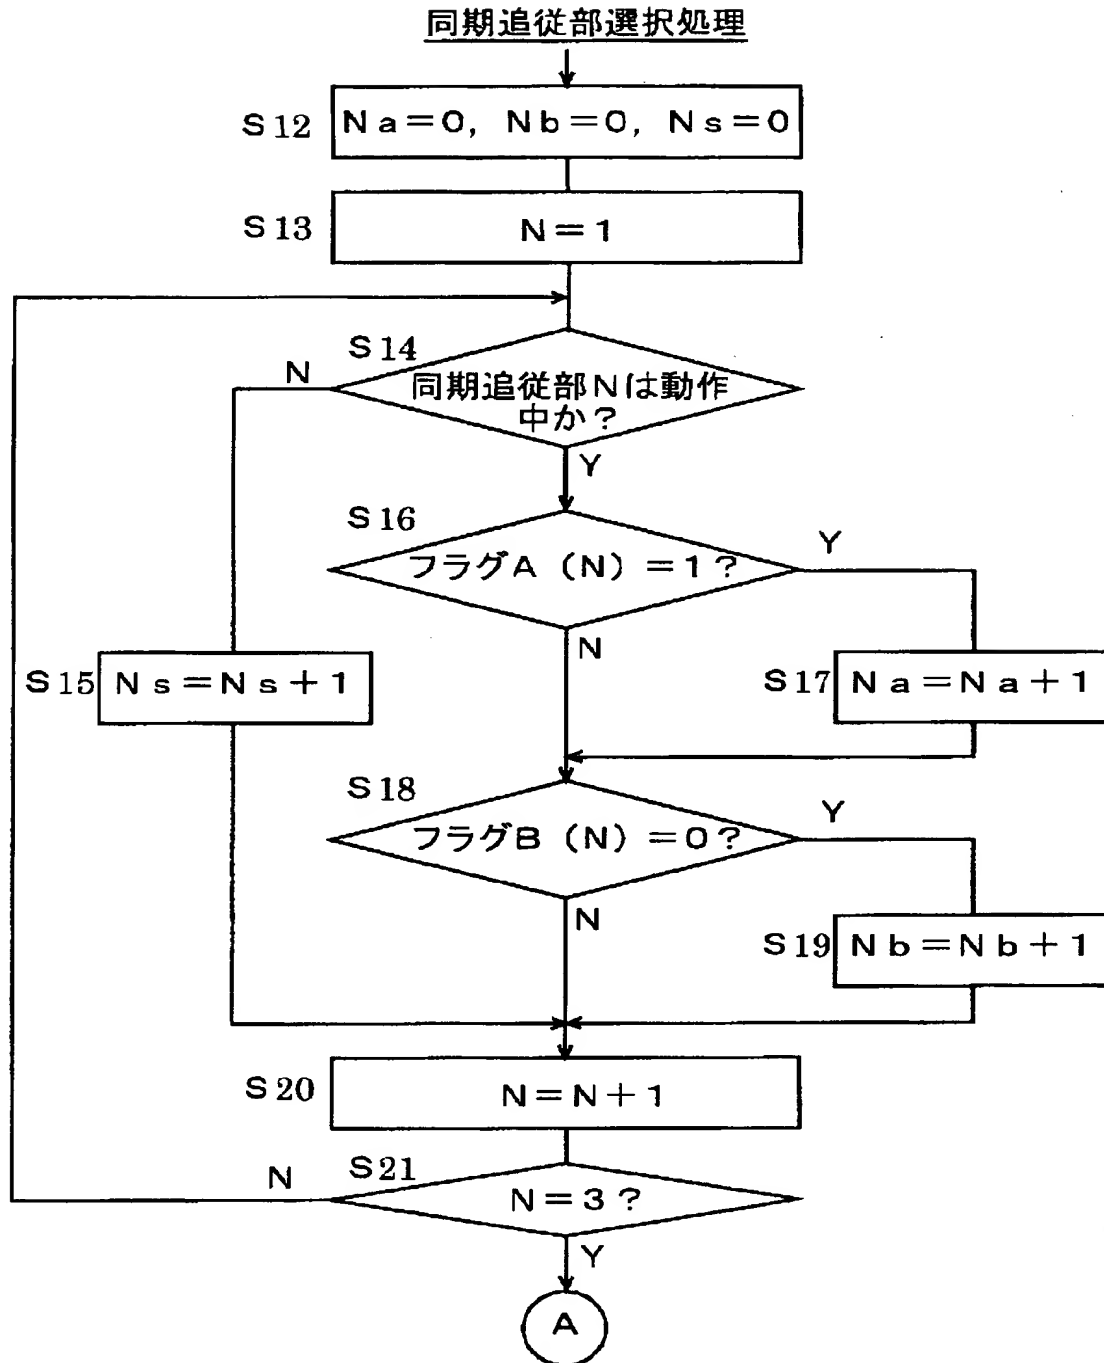 同期追従部選択処理
S12
Na=0, Nb=0, Ns=0
S13
N=1
S14
N
同期追従部Nは動作
中か?
Y
S16
フラグA(N)=1?
Y
N
S15
Ns=Ns+1
S17
Na=Na+1
S18
フラグB(N)=0?
Y
N
S19
Nb=Nb+1
S20
N=N+1
S21
N
N=3?
Y
A